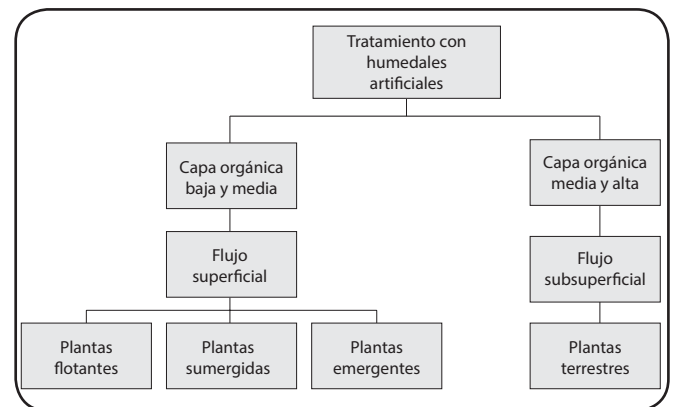 Tratamiento con
humedales
artificiales
Capa orgánica
baja y media
Capa orgánica
media y alta
Flujo
superficial
Flujo
subsuperficial
Plantas
flotantes
Plantas
sumergidas
Plantas
emergentes
Plantas
terrestres